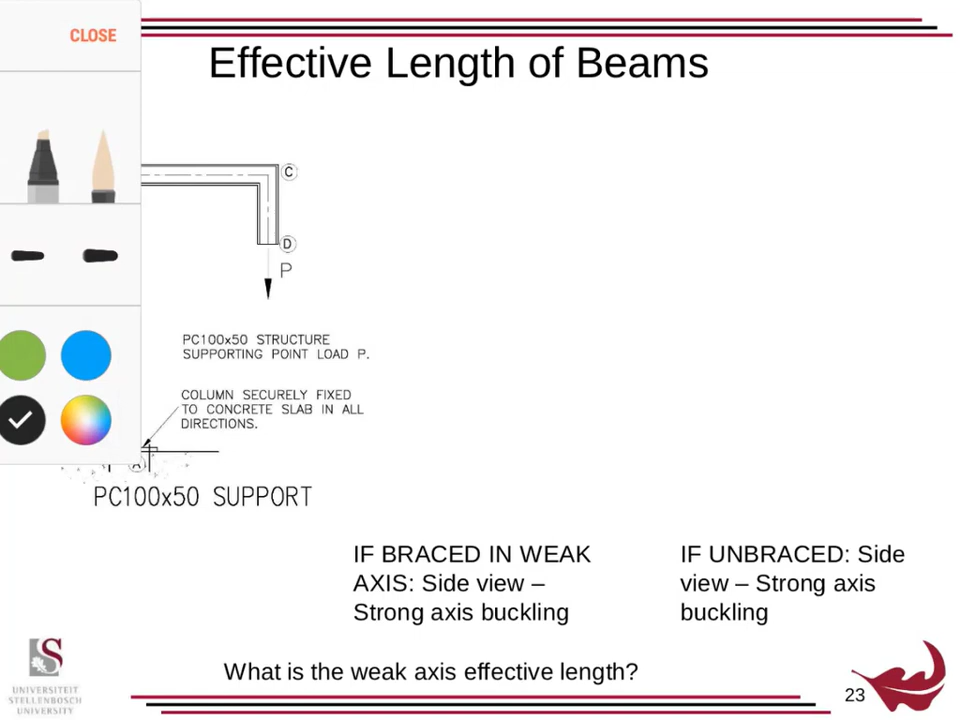 CLOSE
Effective Length of Beams
C
D
P
PC100x50 STRUCTURE
SUPPORTING POINT LOAD P.
COLUMN SECURELY FIXED
TO CONCRETE SLAB IN ALL
DIRECTIONS.
A
PC100x50 SUPPORT
IF BRACED IN WEAK
AXIS: Side view –
Strong axis buckling
IF UNBRACED: Side
view – Strong axis
buckling
What is the weak axis effective length?
UNIVERSITEIT
STELLENBOSCH
UNIVERSITY
23